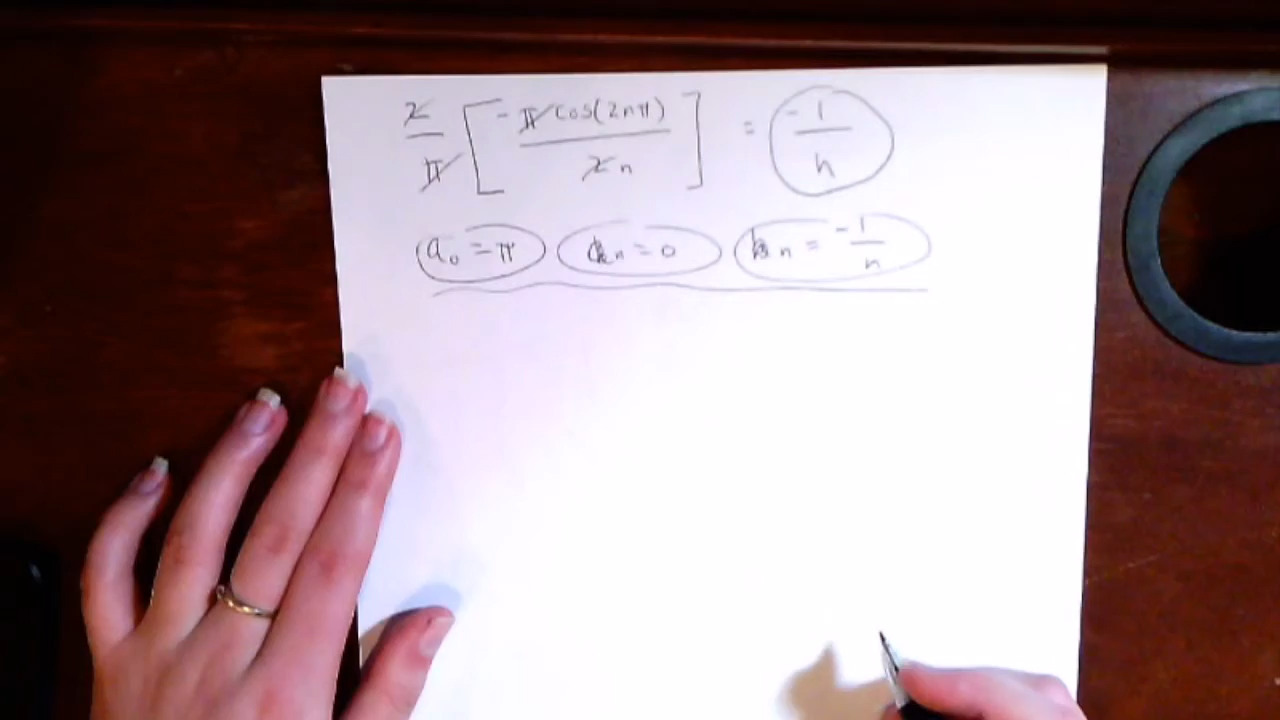 2/π [ -π cos(2nπ) / 2n ] = -1/n
a₀ = π aₙ = 0 bₙ = -1/n